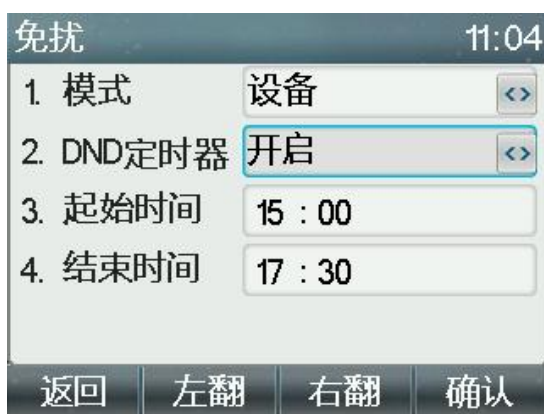 免扰 11:04
1. 模式 设备 <>
2. DND定时器 开启 <>
3. 起始时间 15 : 00
4. 结束时间 17 : 30
返回 左翻 右翻 确认